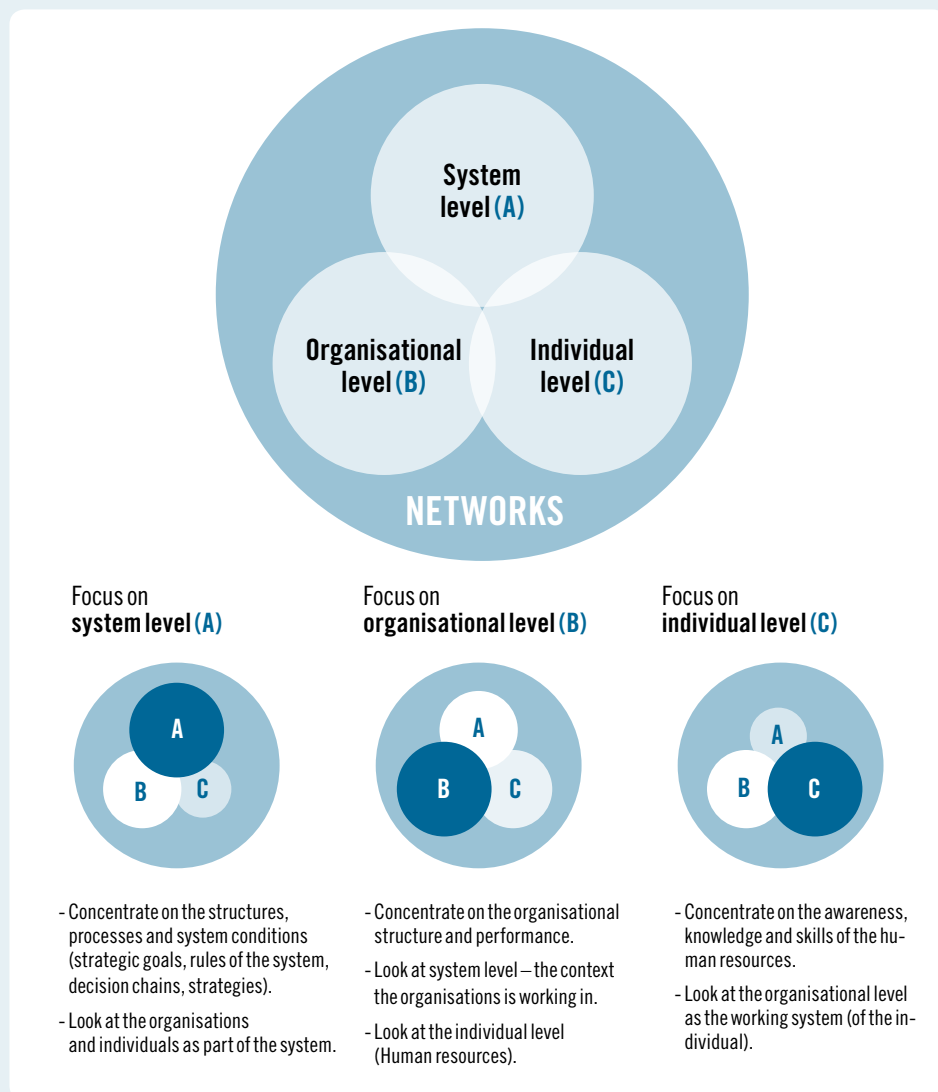 System
level (A)
Organisational
level (B)
Individual
level (C)
NETWORKS
Focus on
system level (A)
A
B
C
- Concentrate on the structures,
processes and system conditions
(strategic goals, rules of the system,
decision chains, strategies).
- Look at the organisations
and individuals as part of the system.
Focus on
organisational level (B)
A
B
C
- Concentrate on the organisational
structure and performance.
- Look at system level – the context
the organisations is working in.
- Look at the individual level
(Human resources).
Focus on
individual level (C)
A
B
C
- Concentrate on the awareness,
knowledge and skills of the hu-
man resources.
- Look at the organisational level
as the working system (of the in-
dividual).